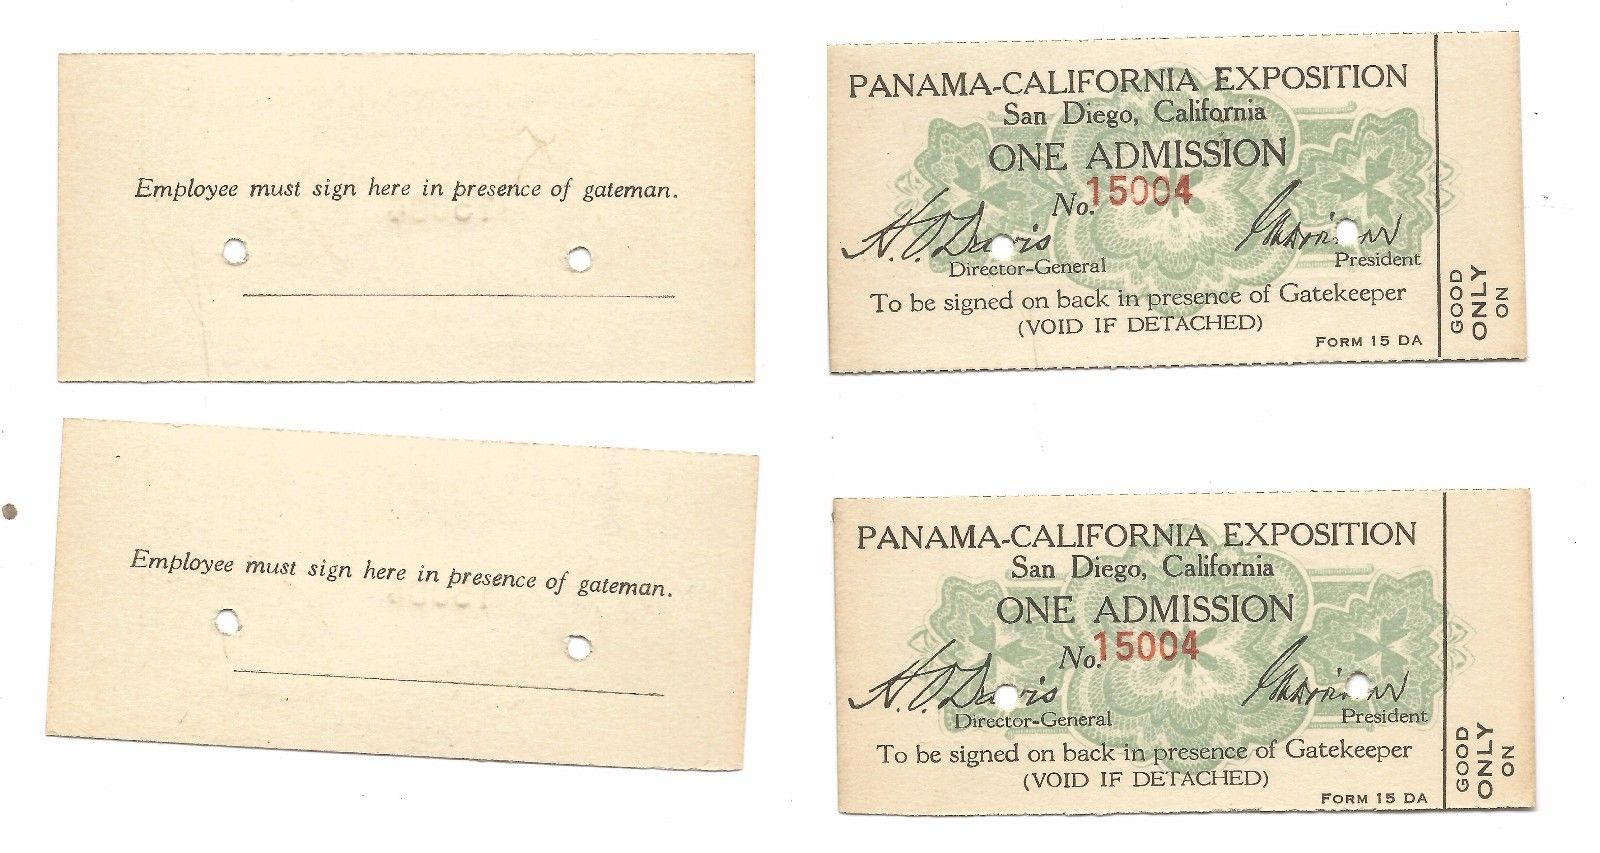 Employee must sign here in presence of gateman.
PANAMA-CALIFORNIA EXPOSITION
San Diego, California
ONE ADMISSION
No. 15004
H. O. Davis
Director-General
President
To be signed on back in presence of Gatekeeper
(VOID IF DETACHED)
FORM 15 DA
GOOD
ONLY
ON
Employee must sign here in presence of gateman.
PANAMA-CALIFORNIA EXPOSITION
San Diego, California
ONE ADMISSION
No. 15004
H. O. Davis
Director-General
President
To be signed on back in presence of Gatekeeper
(VOID IF DETACHED)
FORM 15 DA
GOOD
ONLY
ON